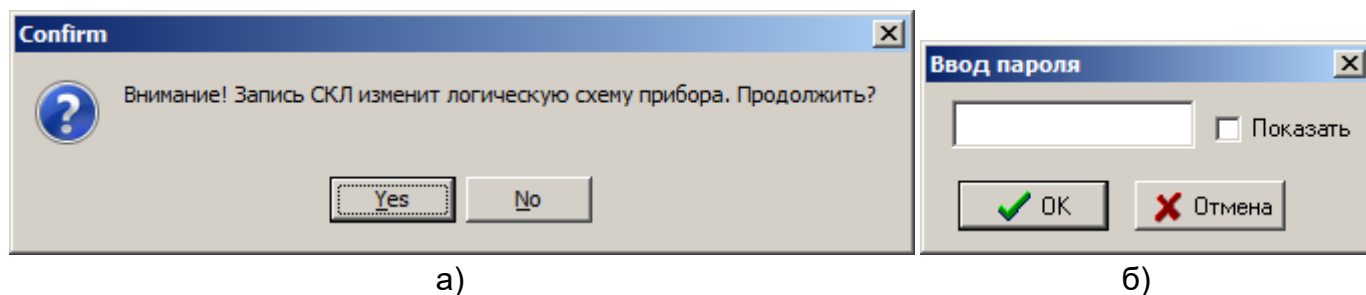 Confirm
Внимание! Запись СКЛ изменит логическую схему прибора. Продолжить?
Yes No
Ввод пароля
Показать
OK Отмена
а) б)